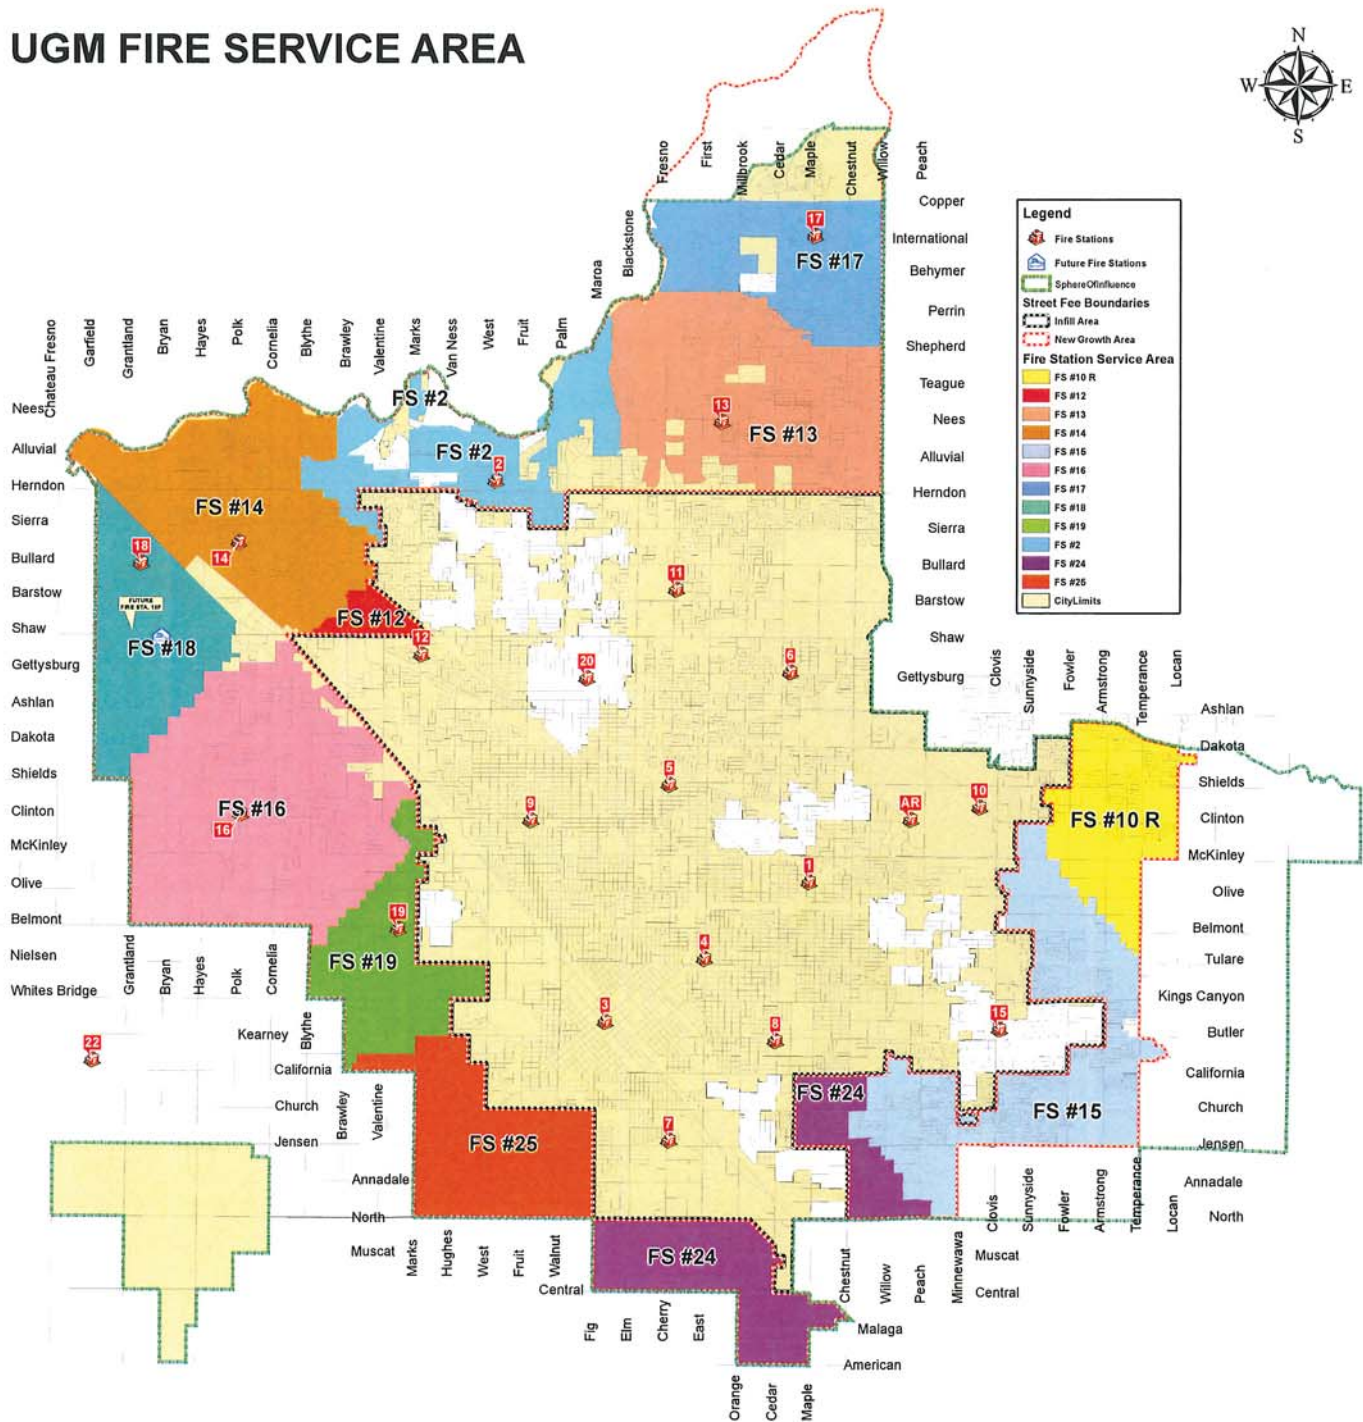 UGM FIRE SERVICE AREA
N
W E
S
Fresno
First
Millbrook
Cedar
Maple
Chestnut
Willow
Peach
Copper
International
Behymer
Perrin
Shepherd
Teague
Nees
Alluvial
Herndon
Sierra
Bullard
Barstow
Shaw
Gettysburg
Legend
Fire Stations
Future Fire Stations
SphereOfInfluence
Street Fee Boundaries
Infill Area
New Growth Area
Fire Station Service Area
FS #10 R
FS #12
FS #13
FS #14
FS #15
FS #16
FS #17
FS #18
FS #19
FS #2
FS #24
FS #25
CityLimits
Chateau Fresno
Garfield
Grantland
Bryan
Hayes
Polk
Cornelia
Blythe
Brawley
Valentine
Marks
Van Ness
West
Fruit
Palm
Maroa
Blackstone
17
FS #17
13
FS #13
FS #2
FS #2
2
FS #14
14
18
FUTURE
FIRE STA. 18F
FS #18
FS #12
12
11
20
6
5
9
AR
10
1
FS #16
16
19
FS #19
4
3
8
15
7
22
FS #10 R
FS #15
FS #24
FS #25
FS #24
Nees
Alluvial
Herndon
Sierra
Bullard
Barstow
Shaw
Gettysburg
Ashlan
Dakota
Shields
Clinton
McKinley
Olive
Belmont
Nielsen
Whites Bridge
Grantland
Bryan
Hayes
Polk
Cornelia
Kearney
Blythe
California
Church
Jensen
Brawley
Valentine
Annadale
North
Muscat
Marks
Hughes
West
Fruit
Walnut
Central
Fig
Elm
Cherry
East
Orange
Cedar
Maple
Chestnut
Willow
Peach
Minnewawa
Malaga
American
Muscat
Central
Clovis
Sunnyside
Fowler
Armstrong
Temperance
Locan
Ashlan
Dakota
Shields
Clinton
McKinley
Olive
Belmont
Tulare
Kings Canyon
Butler
California
Church
Jensen
Annadale
North
Clovis
Sunnyside
Fowler
Armstrong
Temperance
Locan